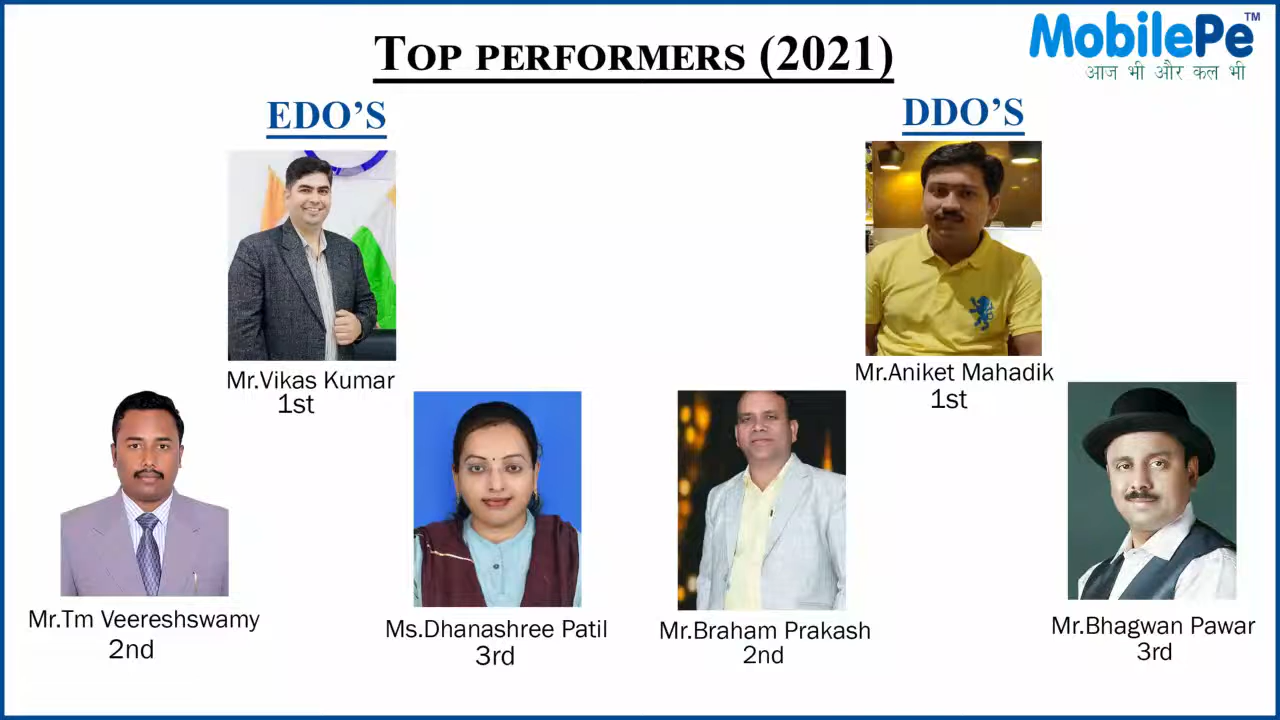 TOP PERFORMERS (2021)
MobilePe™
आज भी और कल भी
EDO'S
DDO'S
Mr.Vikas Kumar
1st
Mr.Aniket Mahadik
1st
Mr.Tm Veereshswamy
2nd
Ms.Dhanashree Patil
3rd
Mr.Braham Prakash
2nd
Mr.Bhagwan Pawar
3rd